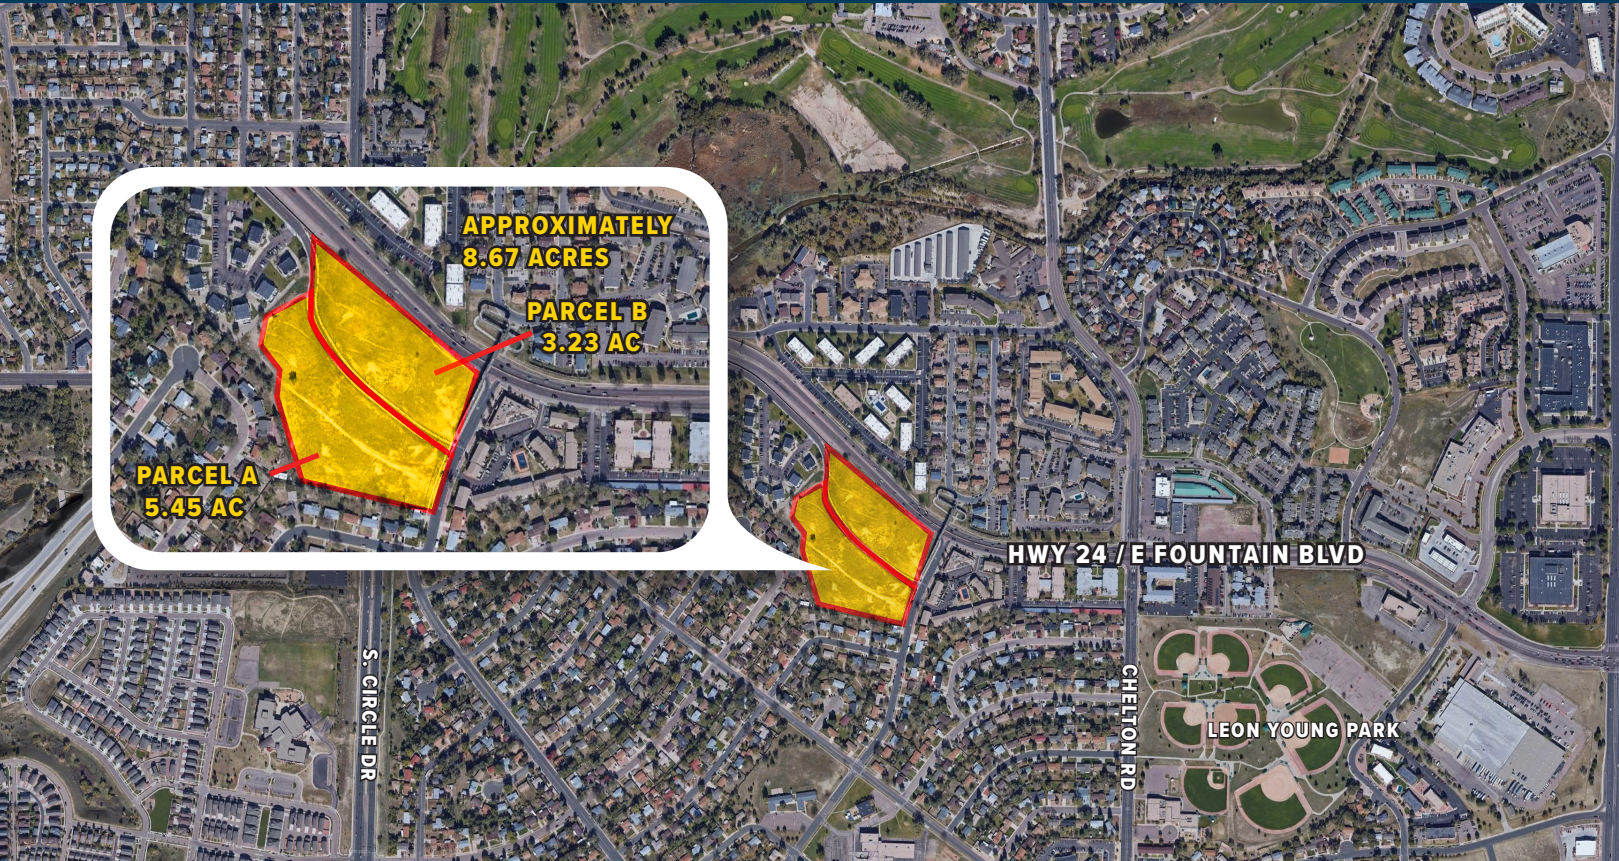 APPROXIMATELY
8.67 ACRES
PARCEL B
3.23 AC
PARCEL A
5.45 AC
HWY 24 / E FOUNTAIN BLVD
S. CIRCLE DR
CHELTON RD
LEON YOUNG PARK